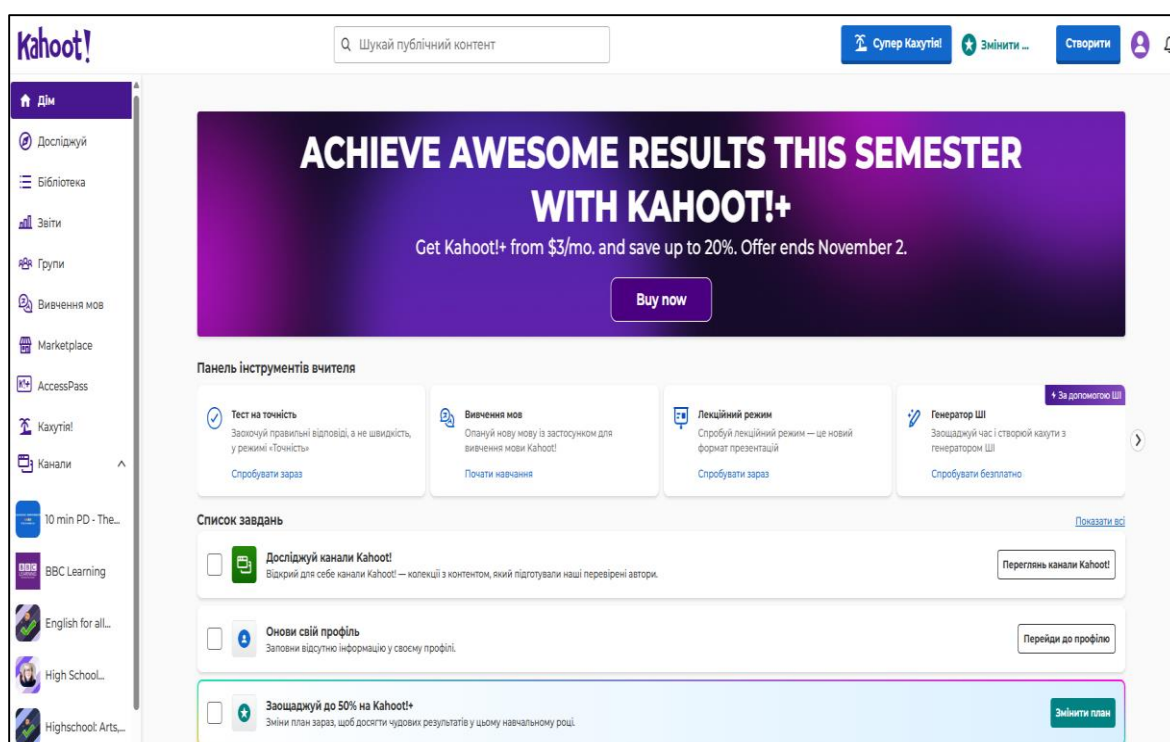 Kahoot!
Шукай публічний контент
Супер Кахутія!
Змінити ...
Створити
Дім
Досліджуй
Бібліотека
Звіти
Групи
Вивчення мов
Marketplace
AccessPass
Кахутія!
Канали
10 min PD - The...
BBC Learning
English for all...
High School...
Highschool: Arts,...
ACHIEVE AWESOME RESULTS THIS SEMESTER
WITH KAHOOT!+
Get Kahoot!+ from $3/mo. and save up to 20%. Offer ends November 2.
Buy now
Панель інструментів вчителя
Тест на точність
Заохочуй правильні відповіді, а не швидкість,
у режимі «Точність»
Спробувати зараз
Вивчення мов
Опануй нову мову із застосунком для
вивчення мови Kahoot!
Почати навчання
Лекційний режим
Спробуй лекційний режим — це новий
формат презентацій
Спробувати зараз
За допомогою ШІ
Генератор ШІ
Заощаджуй час і створюй кахути з
генератором ШІ
Спробувати безплатно
Список завдань
Показати всі
Досліджуй канали Kahoot!
Відкрий для себе канали Kahoot! — колекції з контентом, який підготували наші перевірені автори.
Переглянь канали Kahoot!
Онови свій профіль
Заповни відсутню інформацію у своєму профілі.
Перейди до профілю
Заощаджуй до 50% на Kahoot!+
Зміни план зараз, щоб досягти чудових результатів у цьому навчальному році.
Змінити план